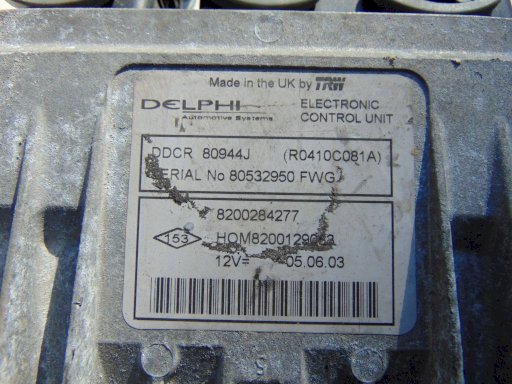 Made in the UK by TRW
DELPHI
Automotive Systems
ELECTRONIC
CONTROL UNIT
DDCR 80944J (R0410C081A)
SERIAL No 80532950 FWG
8200284277
153
12V= 05.06.03